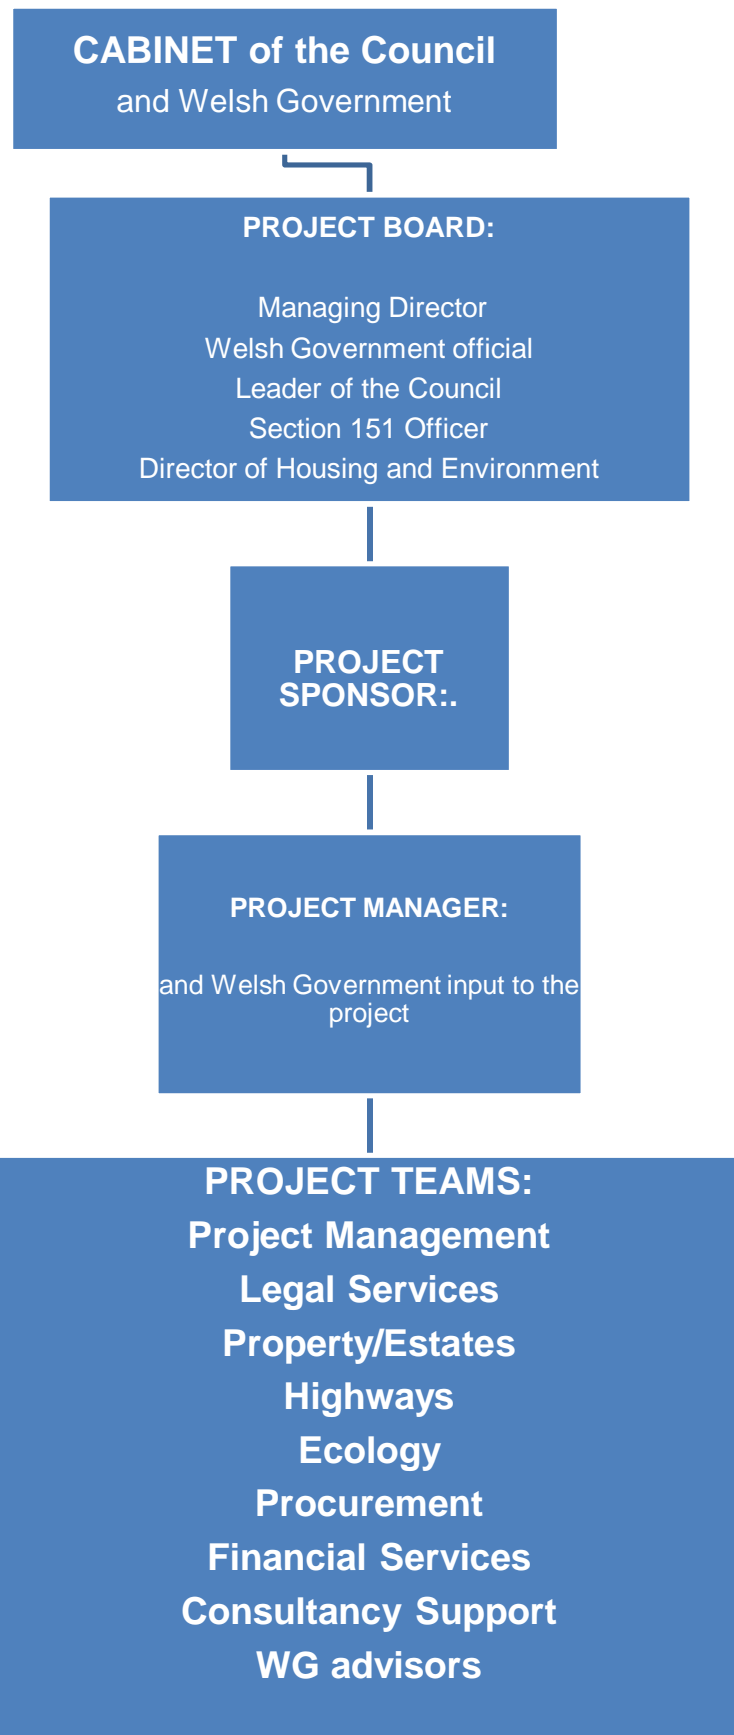 CABINET of the Council
and Welsh Government
PROJECT BOARD:
Managing Director
Welsh Government official
Leader of the Council
Section 151 Officer
Director of Housing and Environment
PROJECT
SPONSOR:.
PROJECT MANAGER:
and Welsh Government input to the
project
PROJECT TEAMS:
Project Management
Legal Services
Property/Estates
Highways
Ecology
Procurement
Financial Services
Consultancy Support
WG advisors